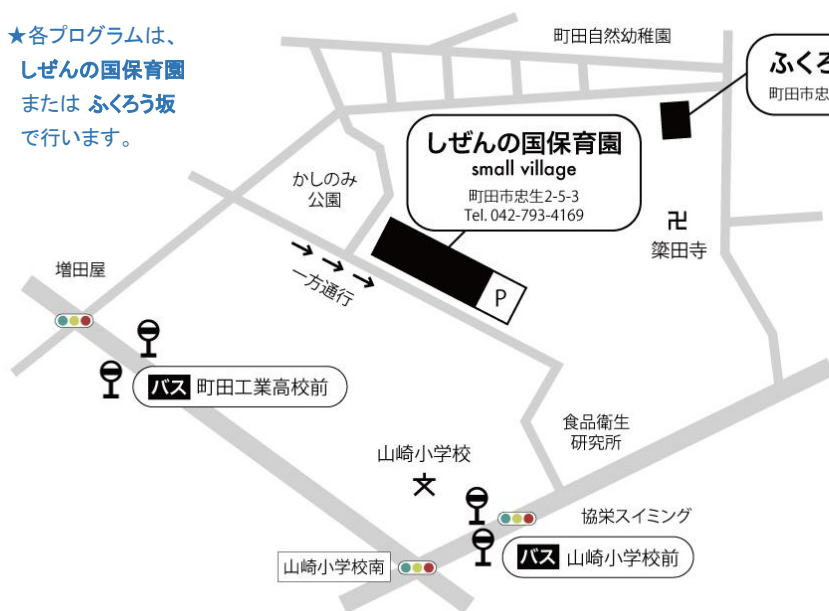 ★各プログラムは、
しぜんの国保育園
または ふくろう坂
で行います。
町田自然幼稚園
ふくろ
町田市忠
しぜんの国保育園
small village
町田市忠生2-5-3
Tel. 042-793-4169
かしのみ
公園
卍
簗田寺
一方通行
P
増田屋
バス 町田工業高校前
食品衛生
研究所
山崎小学校
文
協栄スイミング
バス 山崎小学校前
山崎小学校南